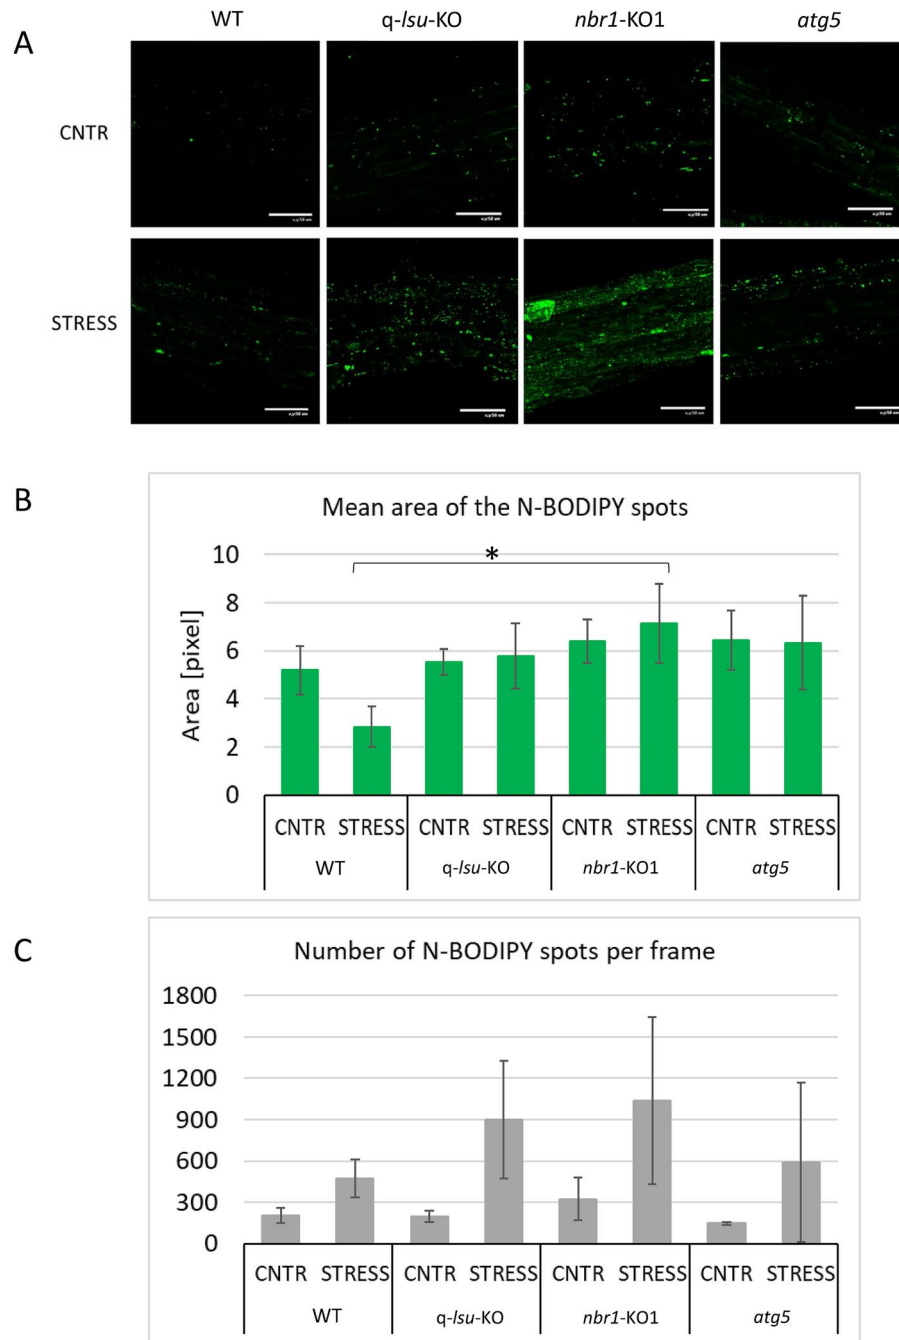 A
WT q-lsu-KO nbr1-KO1 atg5
CNTR
STRESS
B
Mean area of the N-BODIPY spots
*
Area [pixel]
10
8
6
4
2
0
CNTR STRESS CNTR STRESS CNTR STRESS CNTR STRESS
WT q-lsu-KO nbr1-KO1 atg5
C
Number of N-BODIPY spots per frame
1800
1500
1200
900
600
300
0
CNTR STRESS CNTR STRESS CNTR STRESS CNTR STRESS
WT q-lsu-KO nbr1-KO1 atg5